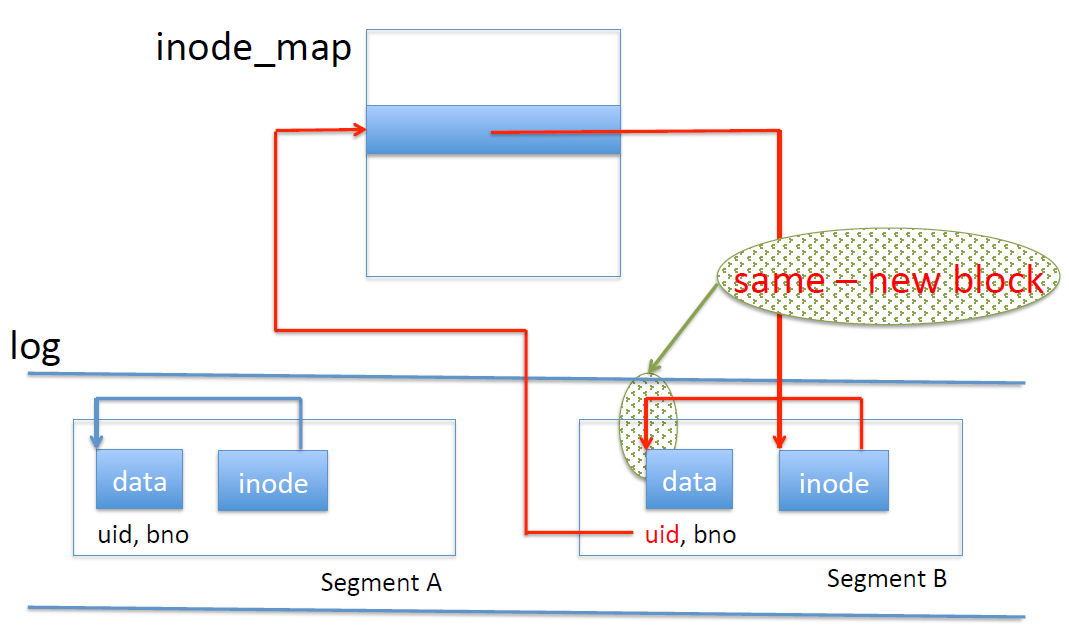 inode_map
same – new block
log
data
inode
uid, bno
Segment A
data
inode
uid, bno
Segment B